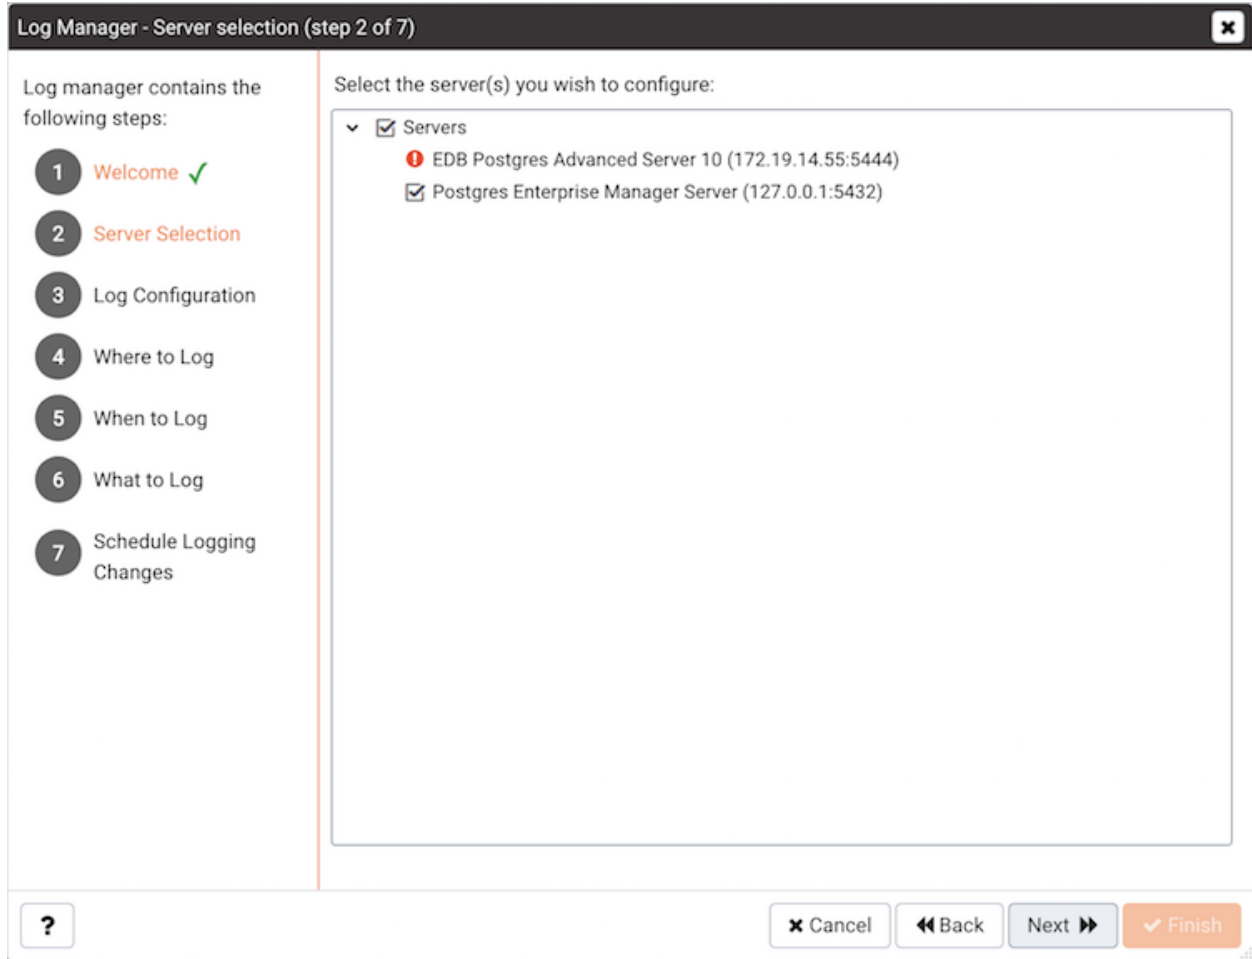 Log Manager - Server selection (step 2 of 7)
Log manager contains the
following steps:
1 Welcome
2 Server Selection
3 Log Configuration
4 Where to Log
5 When to Log
6 What to Log
7 Schedule Logging
Changes
Select the server(s) you wish to configure:
Servers
EDB Postgres Advanced Server 10 (172.19.14.55:5444)
Postgres Enterprise Manager Server (127.0.0.1:5432)
? Cancel Back Next Finish